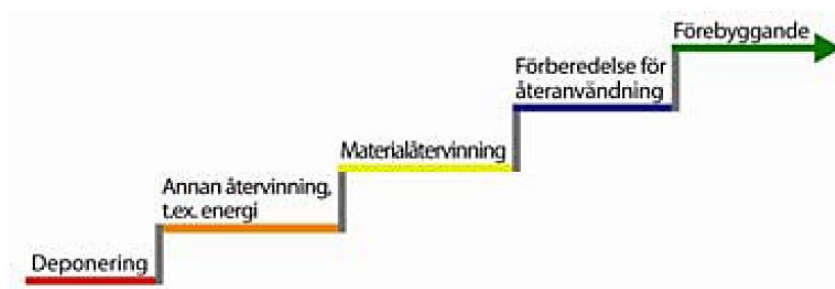 Förebyggande
Förberedelse för
återanvändning
Materialåtervinning
Annan återvinning,
t.ex. energi
Deponering